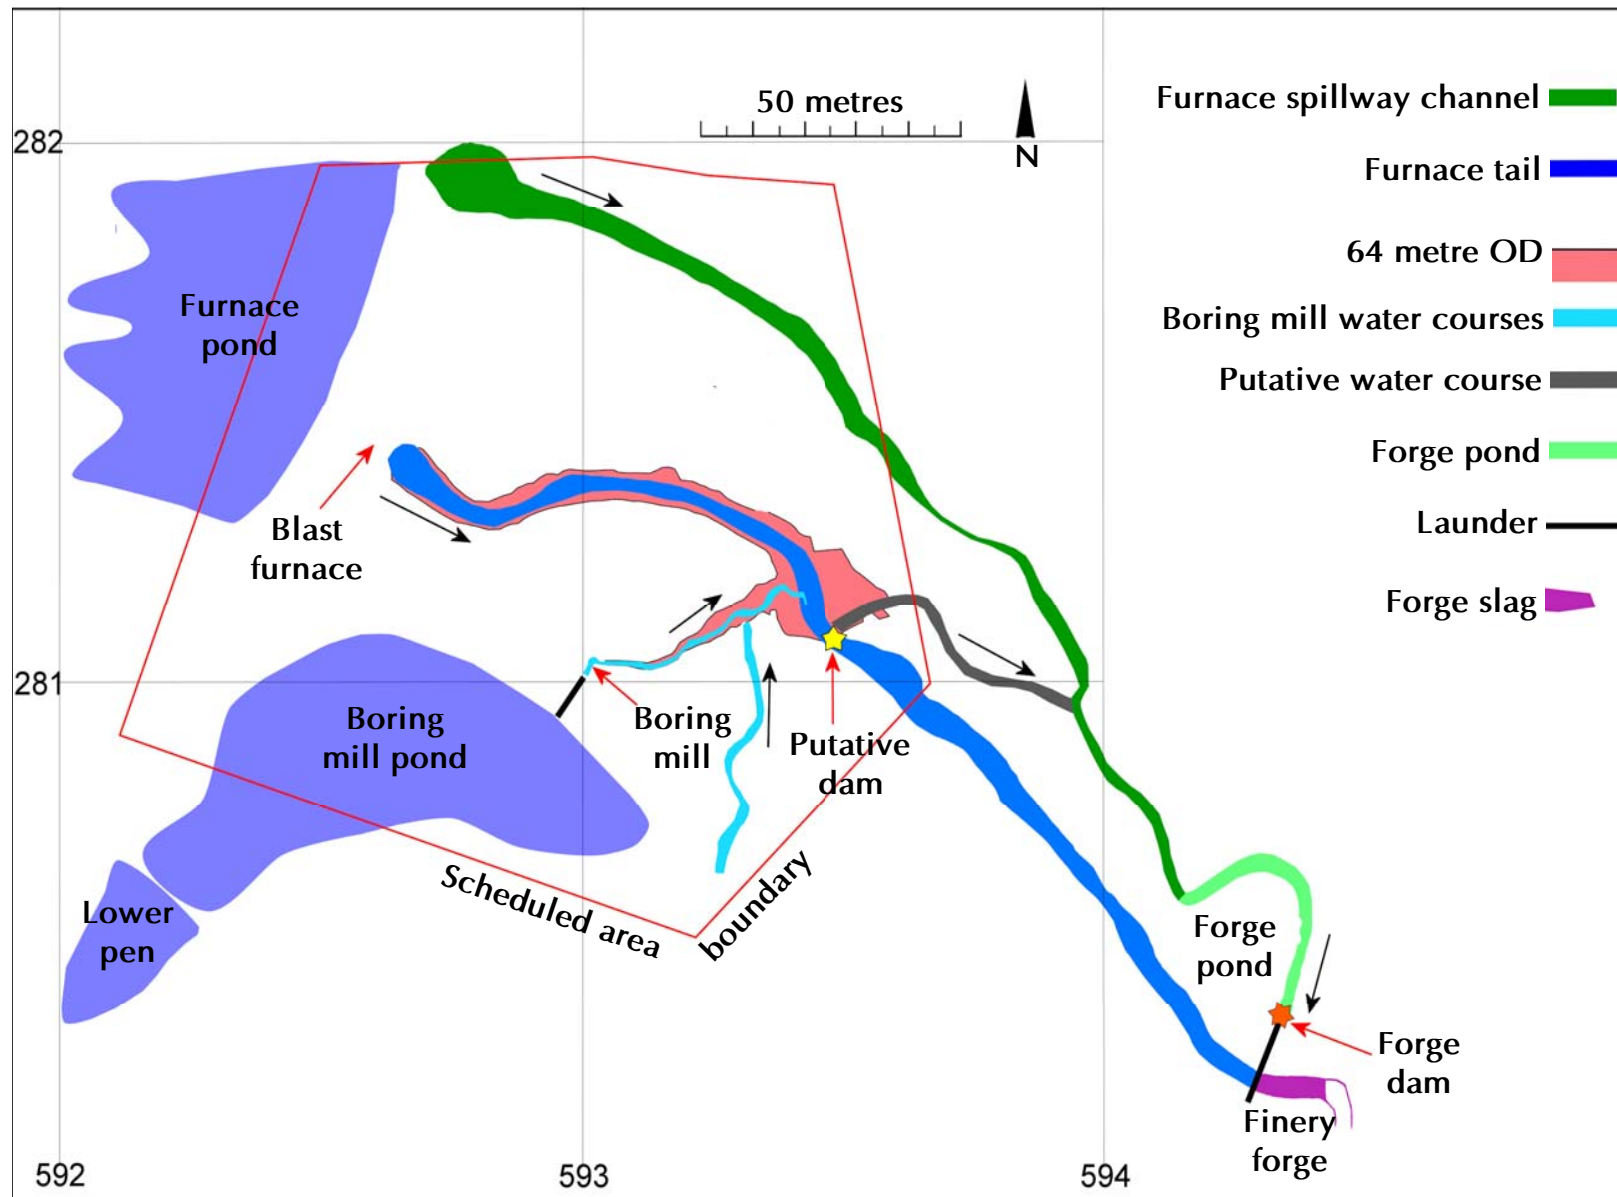 50 metres
N
Furnace spillway channel
Furnace tail
64 metre OD
Boring mill water courses
Putative water course
Forge pond
Launder
Forge slag
282
281
592
593
594
Furnace
pond
Blast
furnace
Boring
mill pond
Boring
mill
Putative
dam
Lower
pen
Scheduled area
boundary
Forge
pond
Forge
dam
Finery
forge